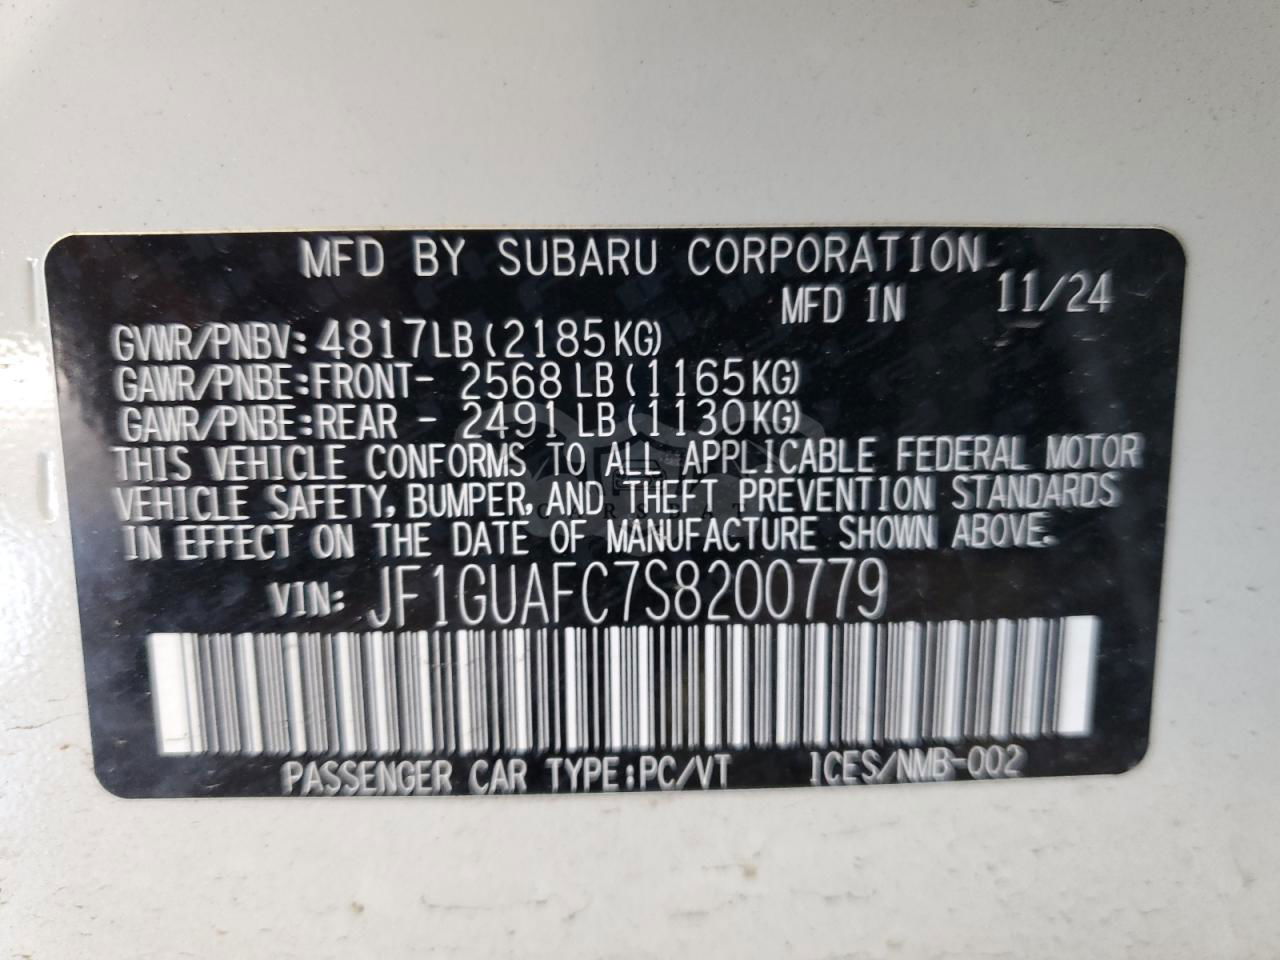 MFD BY SUBARU CORPORATION
MFD IN 11/24
GVWR/PNBV: 4817LB (2185KG)
GAWR/PNBE:FRONT- 2568 LB (1165KG)
GAWR/PNBE:REAR - 2491 LB (1130KG)
THIS VEHICLE CONFORMS TO ALL APPLICABLE FEDERAL MOTOR
VEHICLE SAFETY, BUMPER, AND THEFT PREVENTION STANDARDS
IN EFFECT ON THE DATE OF MANUFACTURE SHOWN ABOVE.
VIN: JF1GUAFC7S8200779
PASSENGER CAR TYPE:PC/VT ICES/NMB-002